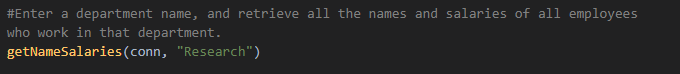 #Enter a department name, and retrieve all the names and salaries of all employees
who work in that department.
getNameSalaries(conn, "Research")